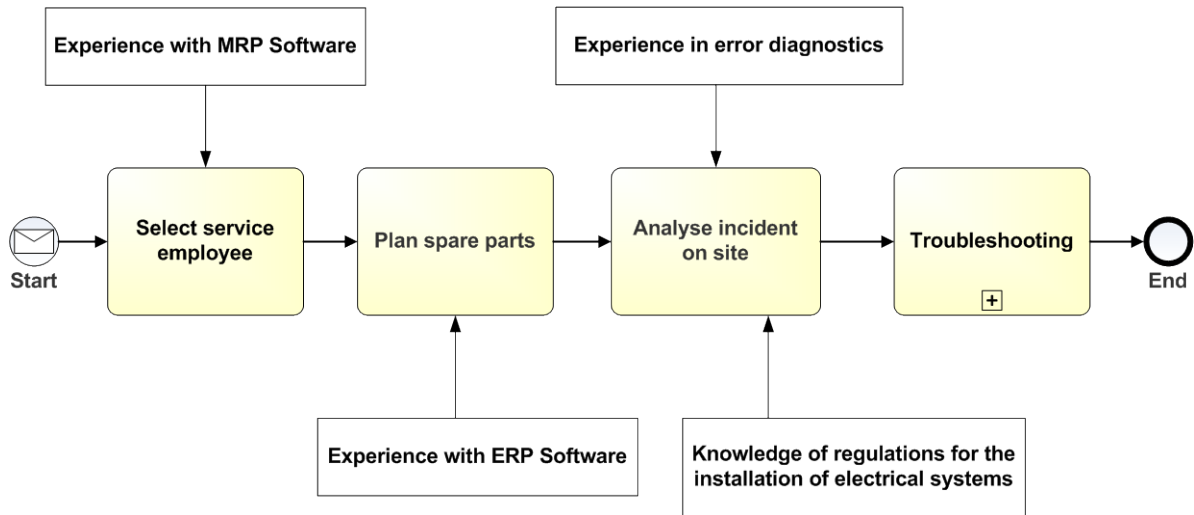 Experience with MRP Software
Experience in error diagnostics
Start
Select service
employee
Plan spare parts
Analyse incident
on site
Troubleshooting
End
Experience with ERP Software
Knowledge of regulations for the
installation of electrical systems